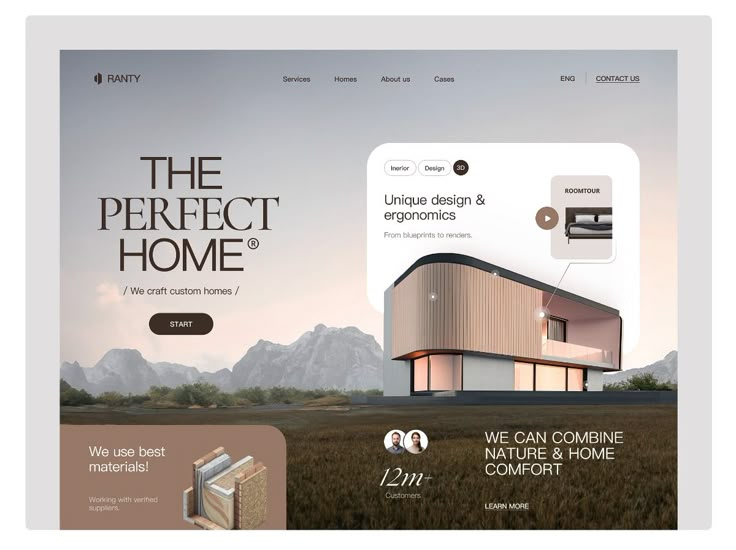 RANTY
Services Homes About us Cases
ENG CONTACT US
THE
PERFECT
HOME®
/ We craft custom homes /
START
Inerior Design 3D
Unique design &
ergonomics
From blueprints to renders.
ROOMTOUR
We use best
materials!
Working with verified
suppliers.
12m+
Customers
WE CAN COMBINE
NATURE & HOME
COMFORT
LEARN MORE